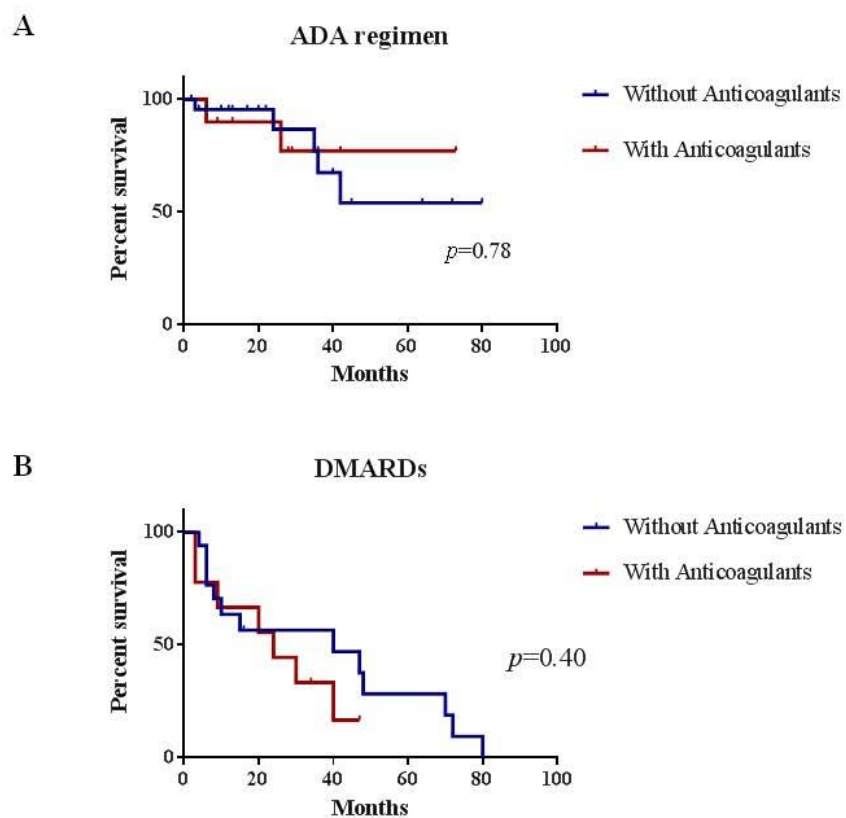 A
ADA regimen
Percent survival
100
50
0
Without Anticoagulants
With Anticoagulants
p=0.78
0 20 40 60 80 100
Months
B
DMARDs
Percent survival
100
50
0
Without Anticoagulants
With Anticoagulants
p=0.40
0 20 40 60 80 100
Months